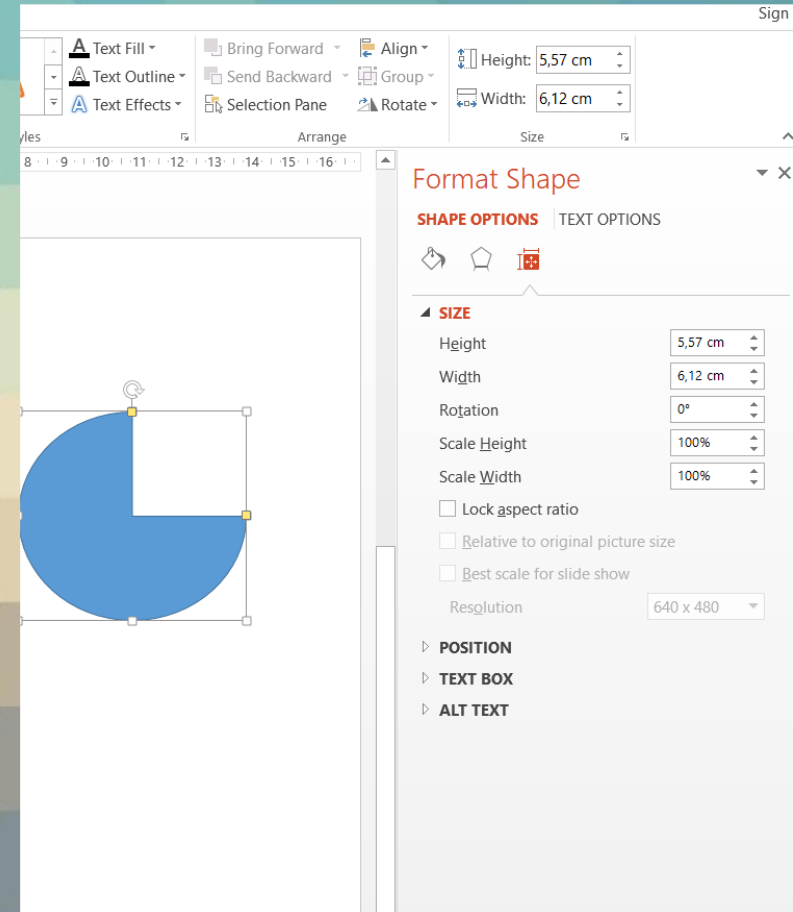 Sign
Text Fill
Bring Forward
Align
Height: 5,57 cm
Text Outline
Send Backward
Group
Text Effects
Selection Pane
Rotate
Width: 6,12 cm
yles
Arrange
Size
8 9 10 11 12 13 14 15 16
Format Shape
SHAPE OPTIONS TEXT OPTIONS
SIZE
Height 5,57 cm
Width 6,12 cm
Rotation 0°
Scale Height 100%
Scale Width 100%
Lock aspect ratio
Relative to original picture size
Best scale for slide show
Resolution 640 x 480
POSITION
TEXT BOX
ALT TEXT